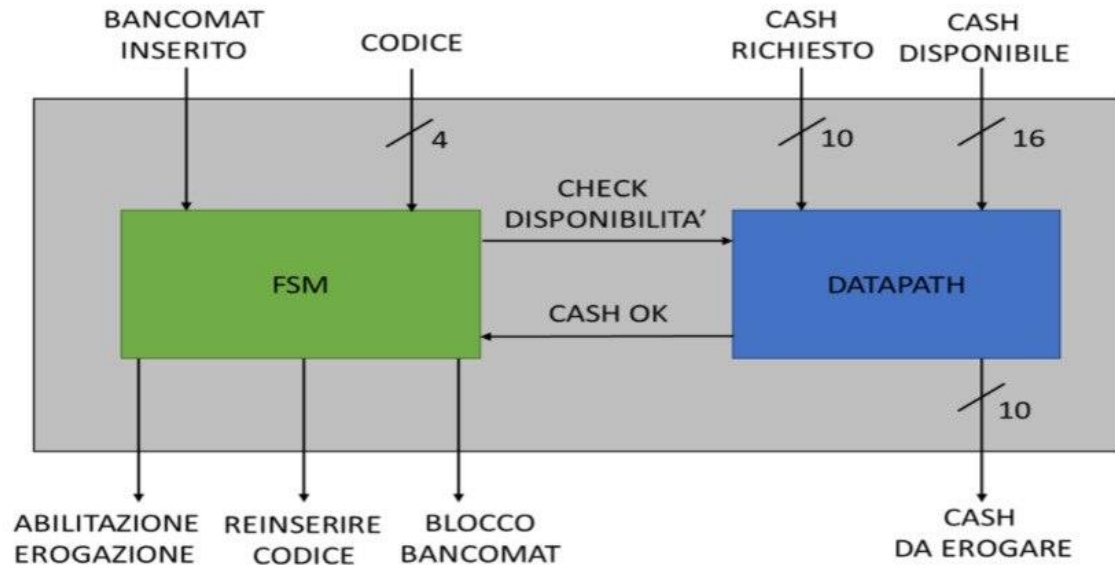 BANCOMAT
INSERITO
CODICE
CASH
RICHIESTO
CASH
DISPONIBILE
4
10
16
CHECK
DISPONIBILITA’
FSM
DATAPATH
CASH OK
10
ABILITAZIONE
EROGAZIONE
REINSERIRE
CODICE
BLOCCO
BANCOMAT
CASH
DA EROGARE